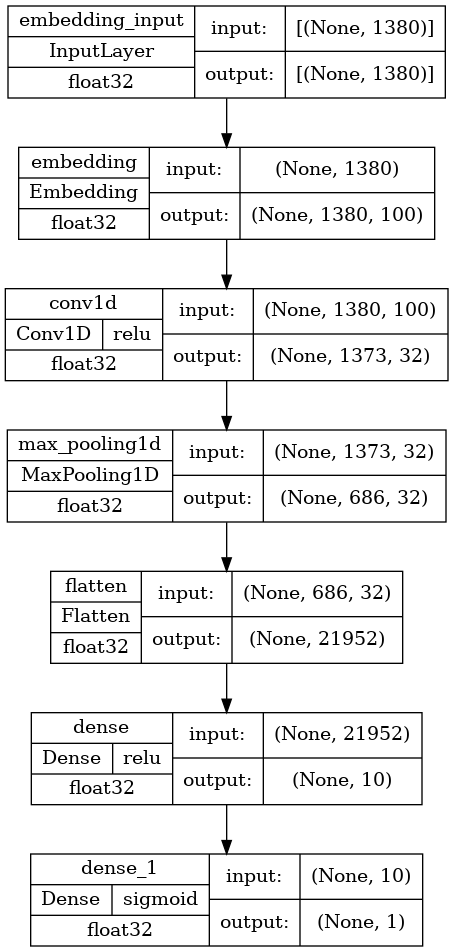 embedding_input
InputLayer
float32
input:
[(None, 1380)]
output:
[(None, 1380)]
embedding
Embedding
float32
input:
(None, 1380)
output:
(None, 1380, 100)
conv1d
Conv1D
relu
float32
input:
(None, 1380, 100)
output:
(None, 1373, 32)
max_pooling1d
MaxPooling1D
float32
input:
(None, 1373, 32)
output:
(None, 686, 32)
flatten
Flatten
float32
input:
(None, 686, 32)
output:
(None, 21952)
dense
Dense
relu
float32
input:
(None, 21952)
output:
(None, 10)
dense_1
Dense
sigmoid
float32
input:
(None, 10)
output:
(None, 1)